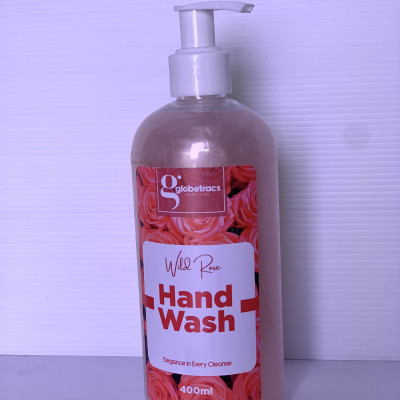 g
globetracs
Wild Rose
Hand
Wash
Elegance in Every Cleanse
400ml